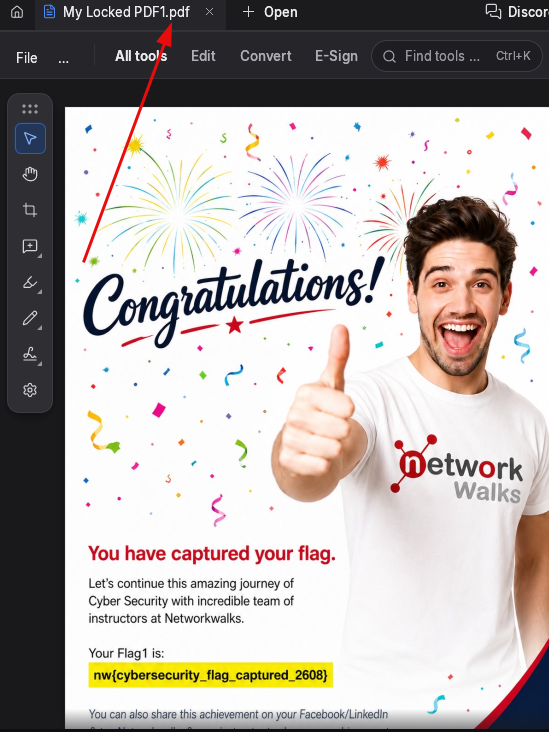 My Locked PDF1.pdf
Open
Discor
File
...
All tools
Edit
Convert
E-Sign
Find tools ...
Ctrl+K
Congratulations!
network
Walks
You have captured your flag.
Let's continue this amazing journey of
Cyber Security with incredible team of
instructors at Networkwalks.
Your Flag1 is:
nw{cybersecurity_flag_captured_2608}
You can also share this achievement on your Facebook/LinkedIn